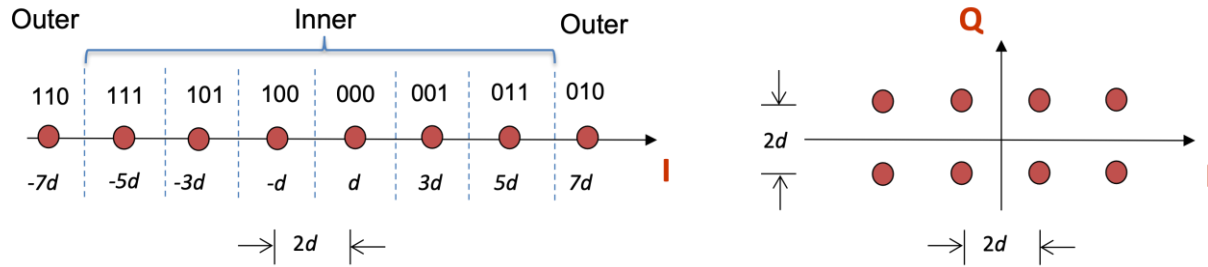 Outer Inner Outer
110 111 101 100 000 001 011 010
I
-7d -5d -3d -d d 3d 5d 7d
2d
Q
2d
I
2d